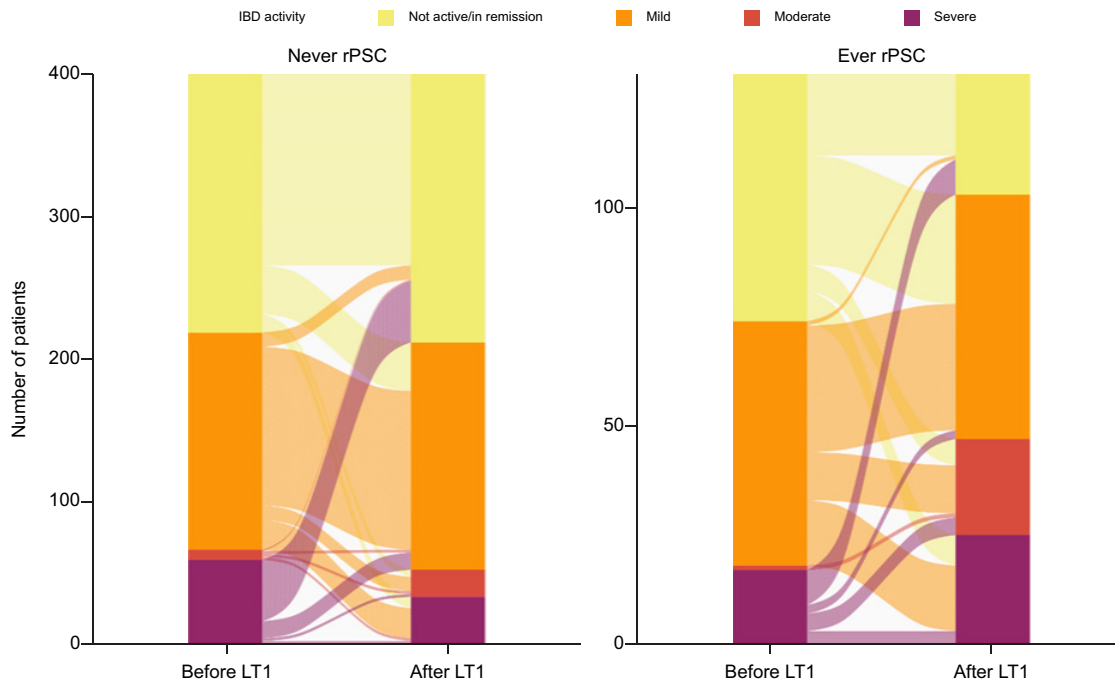 IBD activity Not active/in remission Mild Moderate Severe
Never rPSC
Ever rPSC
Number of patients
400
300
200
100
0
100
50
0
Before LT1 After LT1
Before LT1 After LT1